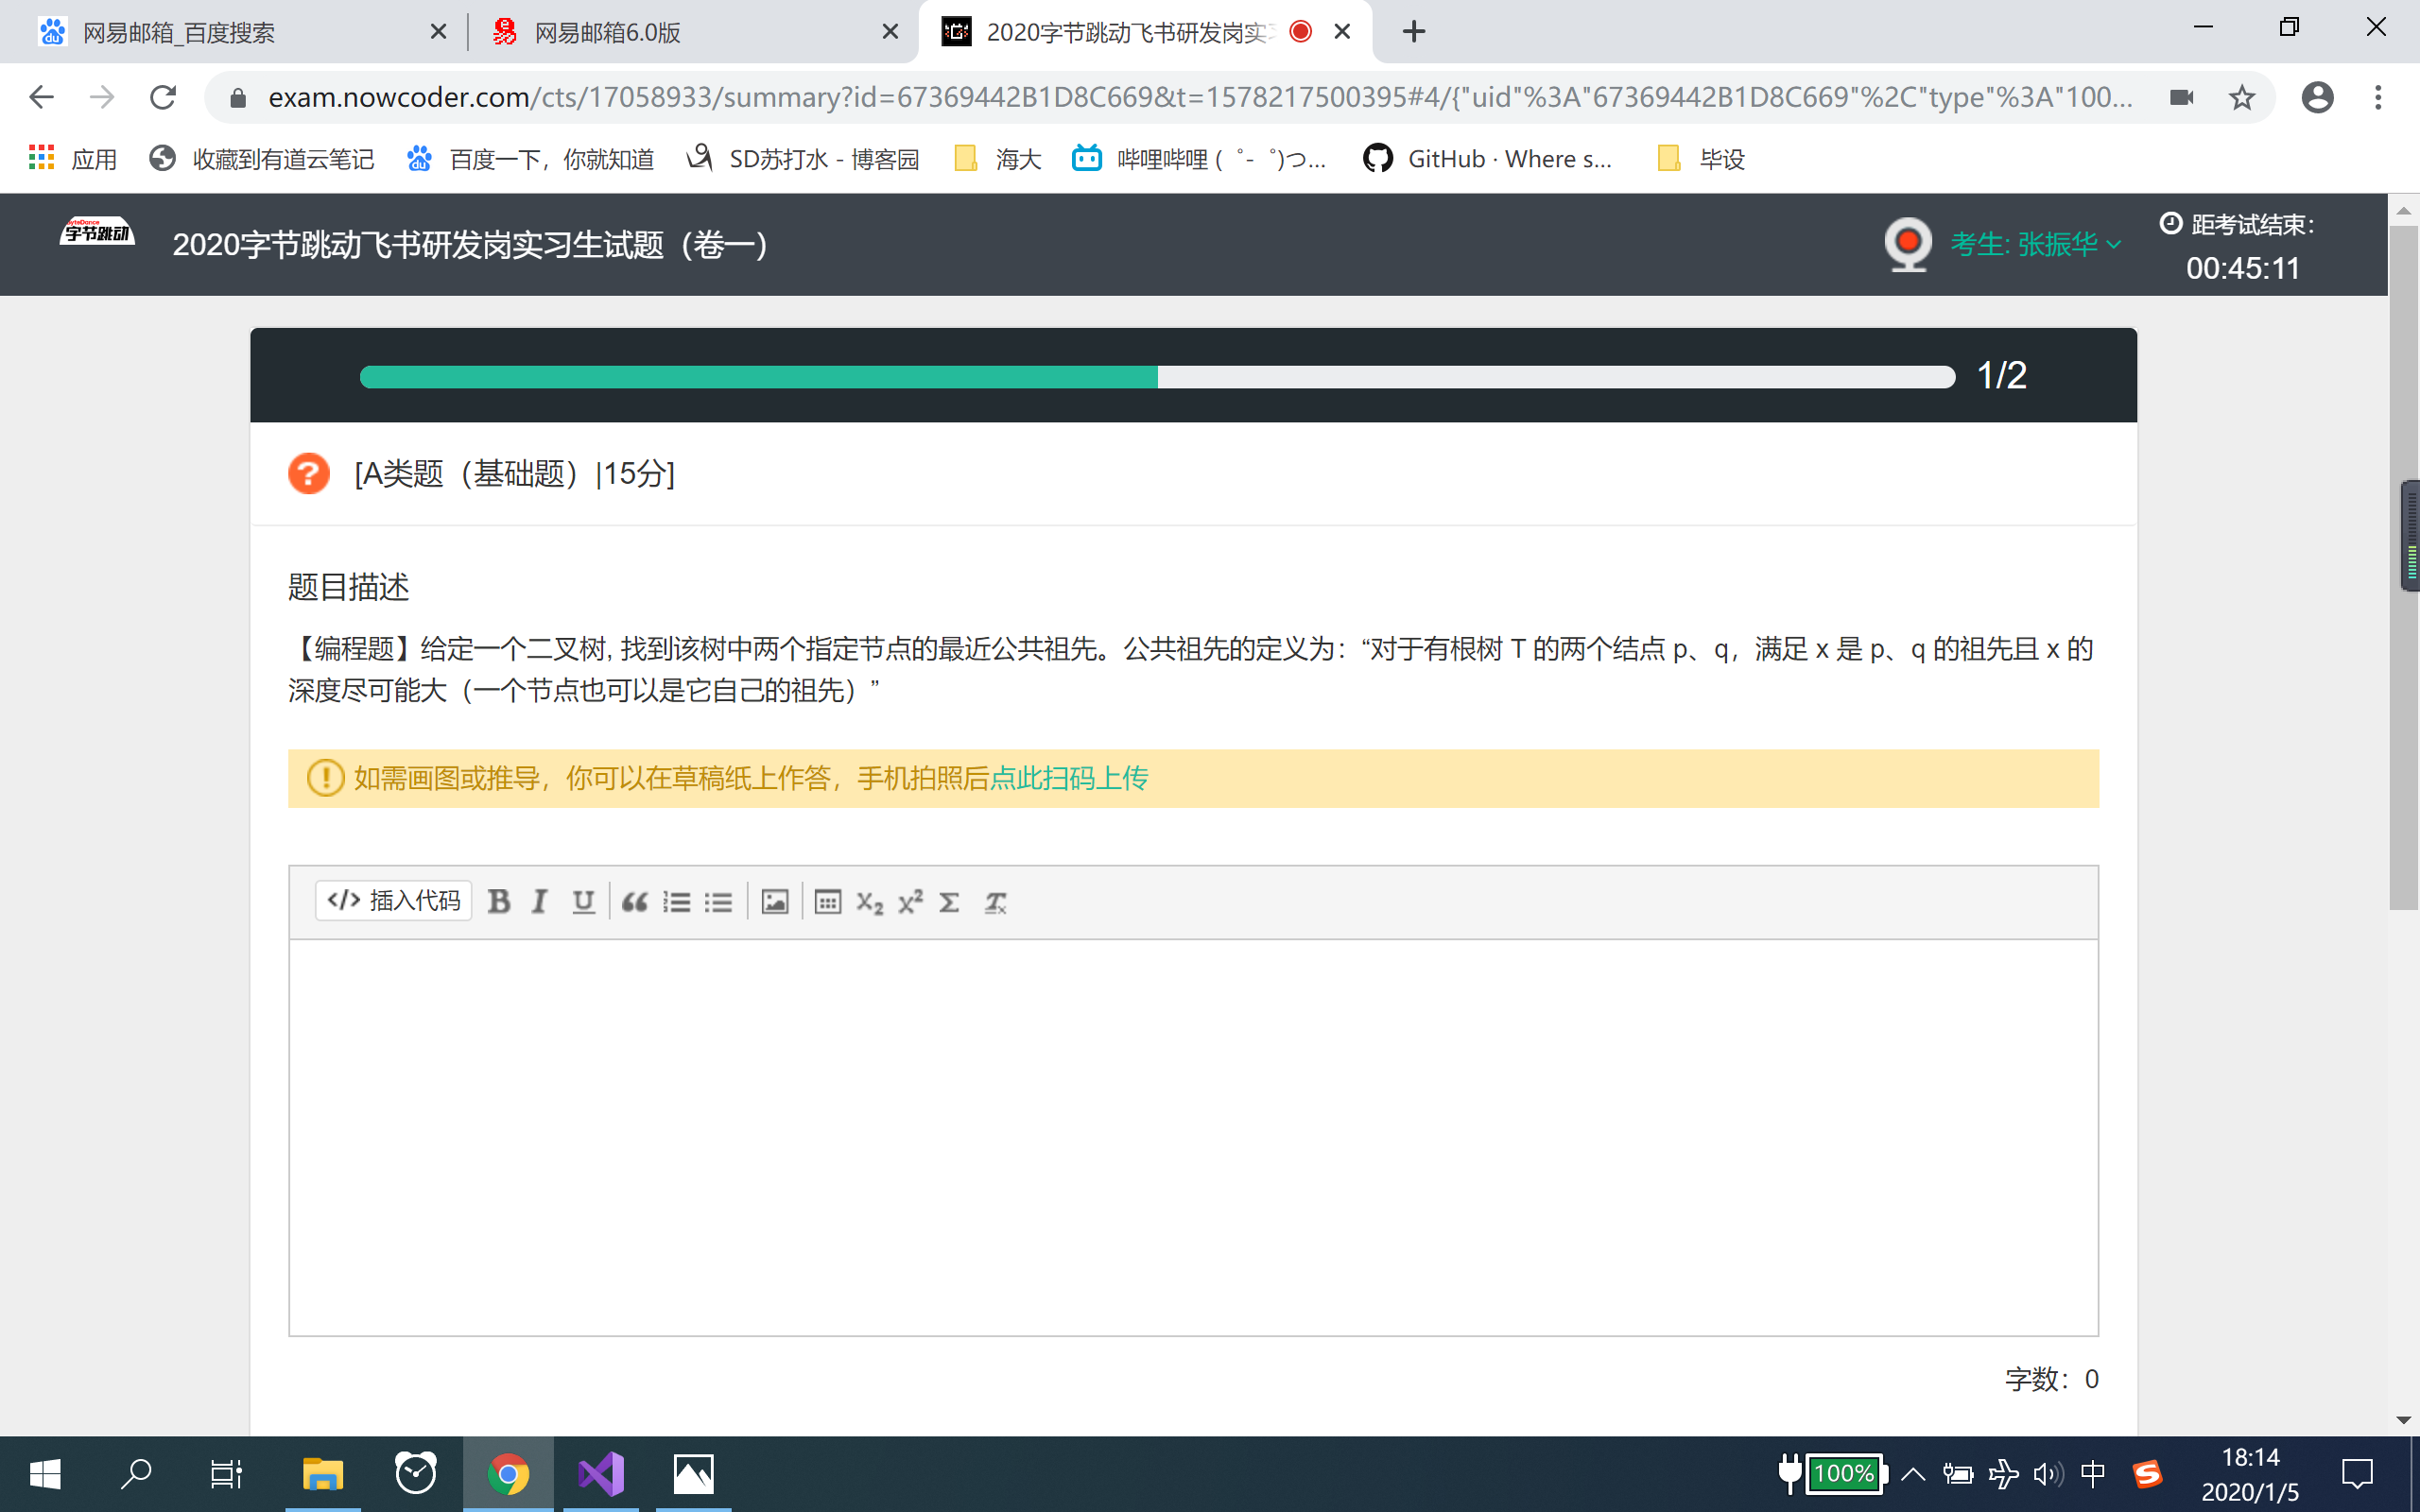 网易邮箱_百度搜索
网易邮箱6.0版
2020字节跳动飞书研发岗实
exam.nowcoder.com/cts/17058933/summary?id=67369442B1D8C669&t=1578217500395#4/{"uid"%3A"67369442B1D8C669"%2C"type"%3A"100...
应用
收藏到有道云笔记
百度一下，你就知道
SD苏打水 - 博客园
海大
哔哩哔哩 ( ゜- ゜)つ...
GitHub · Where s...
毕设
ByteDance
字节跳动
2020字节跳动飞书研发岗实习生试题（卷一）
考生: 张振华
距考试结束:
00:45:11
1/2
[A类题（基础题）|15分]
题目描述
【编程题】给定一个二叉树, 找到该树中两个指定节点的最近公共祖先。公共祖先的定义为：“对于有根树 T 的两个结点 p、q，满足 x 是 p、q 的祖先且 x 的
深度尽可能大（一个节点也可以是它自己的祖先）”
如需画图或推导，你可以在草稿纸上作答，手机拍照后点此扫码上传
</> 插入代码
字数：0
100%
中
18:14
2020/1/5